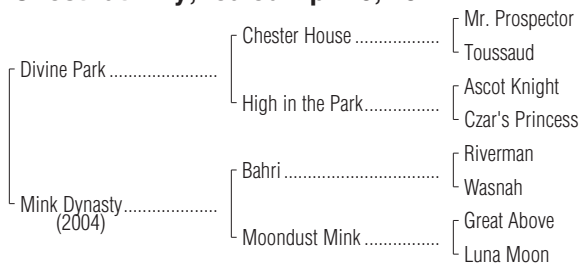 Mr. Prospector
Chester House
Toussaud
Divine Park
Ascot Knight
High in the Park
Czar's Princess
Riverman
Bahri
Wasnah
Mink Dynasty
(2004)
Great Above
Moondust Mink
Luna Moon